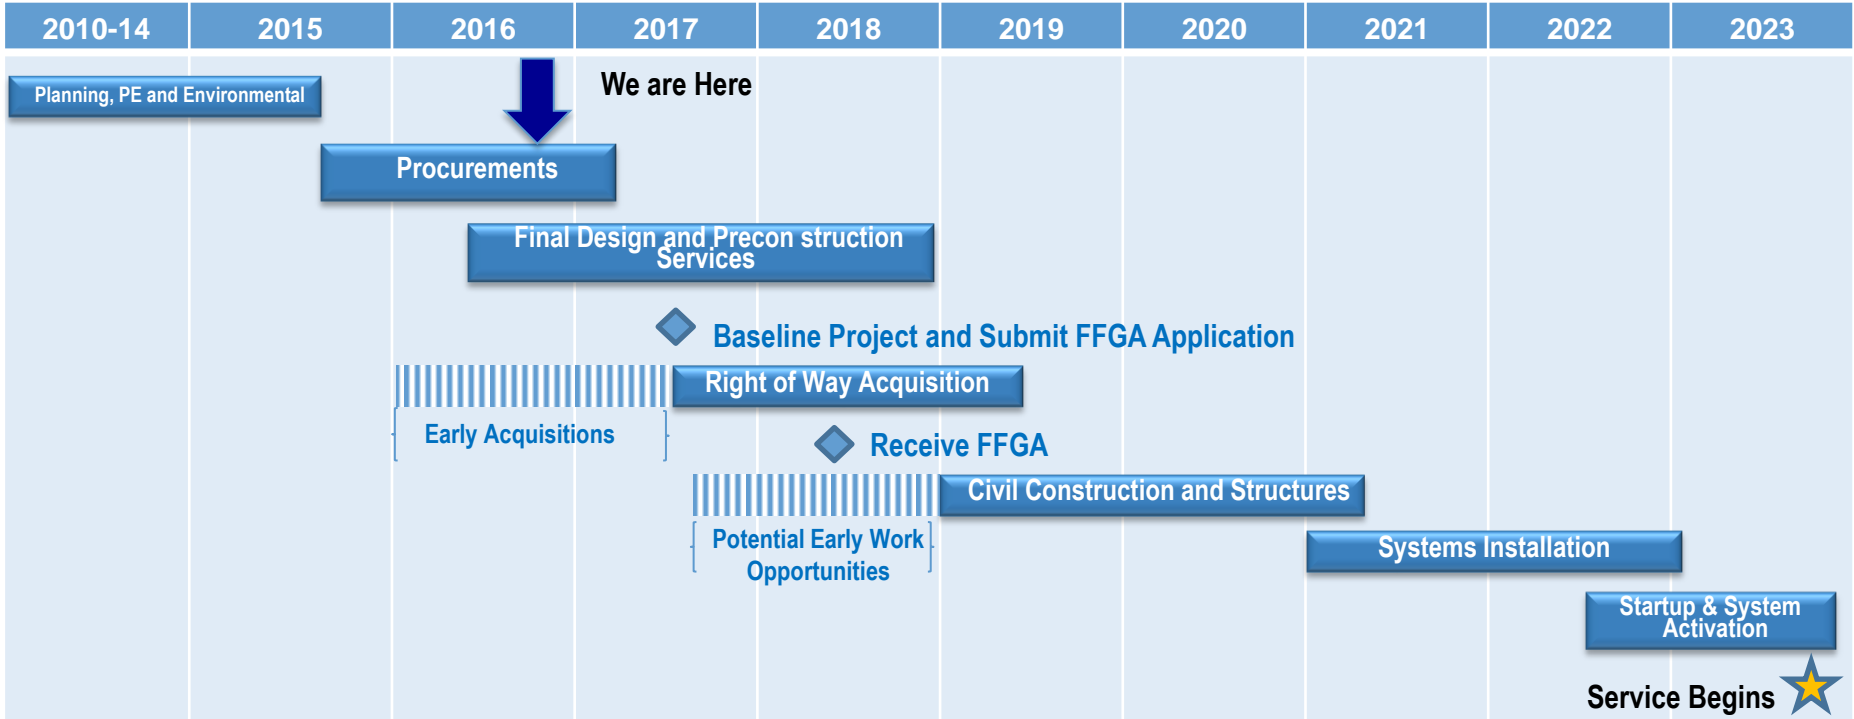 2010-14 2015 2016 2017 2018 2019 2020 2021 2022 2023
We are Here
Planning, PE and Environmental
Procurements
Final Design and Precon struction
Services
Baseline Project and Submit FFGA Application
Right of Way Acquisition
Early Acquisitions
Receive FFGA
Civil Construction and Structures
Potential Early Work
Opportunities
Systems Installation
Startup & System
Activation
Service Begins